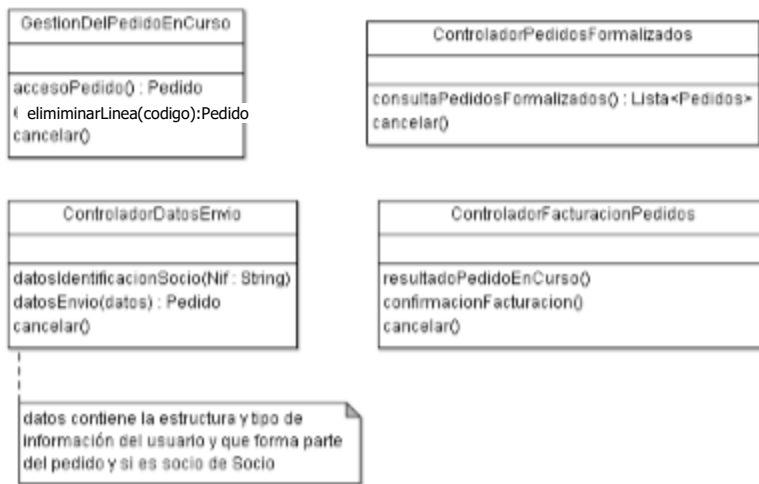 GestionDelPedidoEnCurso
accesoPedido() : Pedido
elimiminarLinea(codigo):Pedido
cancelar()
ControladorPedidosFormalizados
consultaPedidosFormalizados() : Lista<Pedidos>
cancelar()
ControladorDatosEnvio
datosIdentificacionSocio(Nif : String)
datosEnvio(datos) : Pedido
cancelar()
ControladorFacturacionPedidos
resultadoPedidoEnCurso()
confirmacionFacturacion()
cancelar()
datos contiene la estructura y tipo de
información del usuario y que forma parte
del pedido y si es socio de Socio